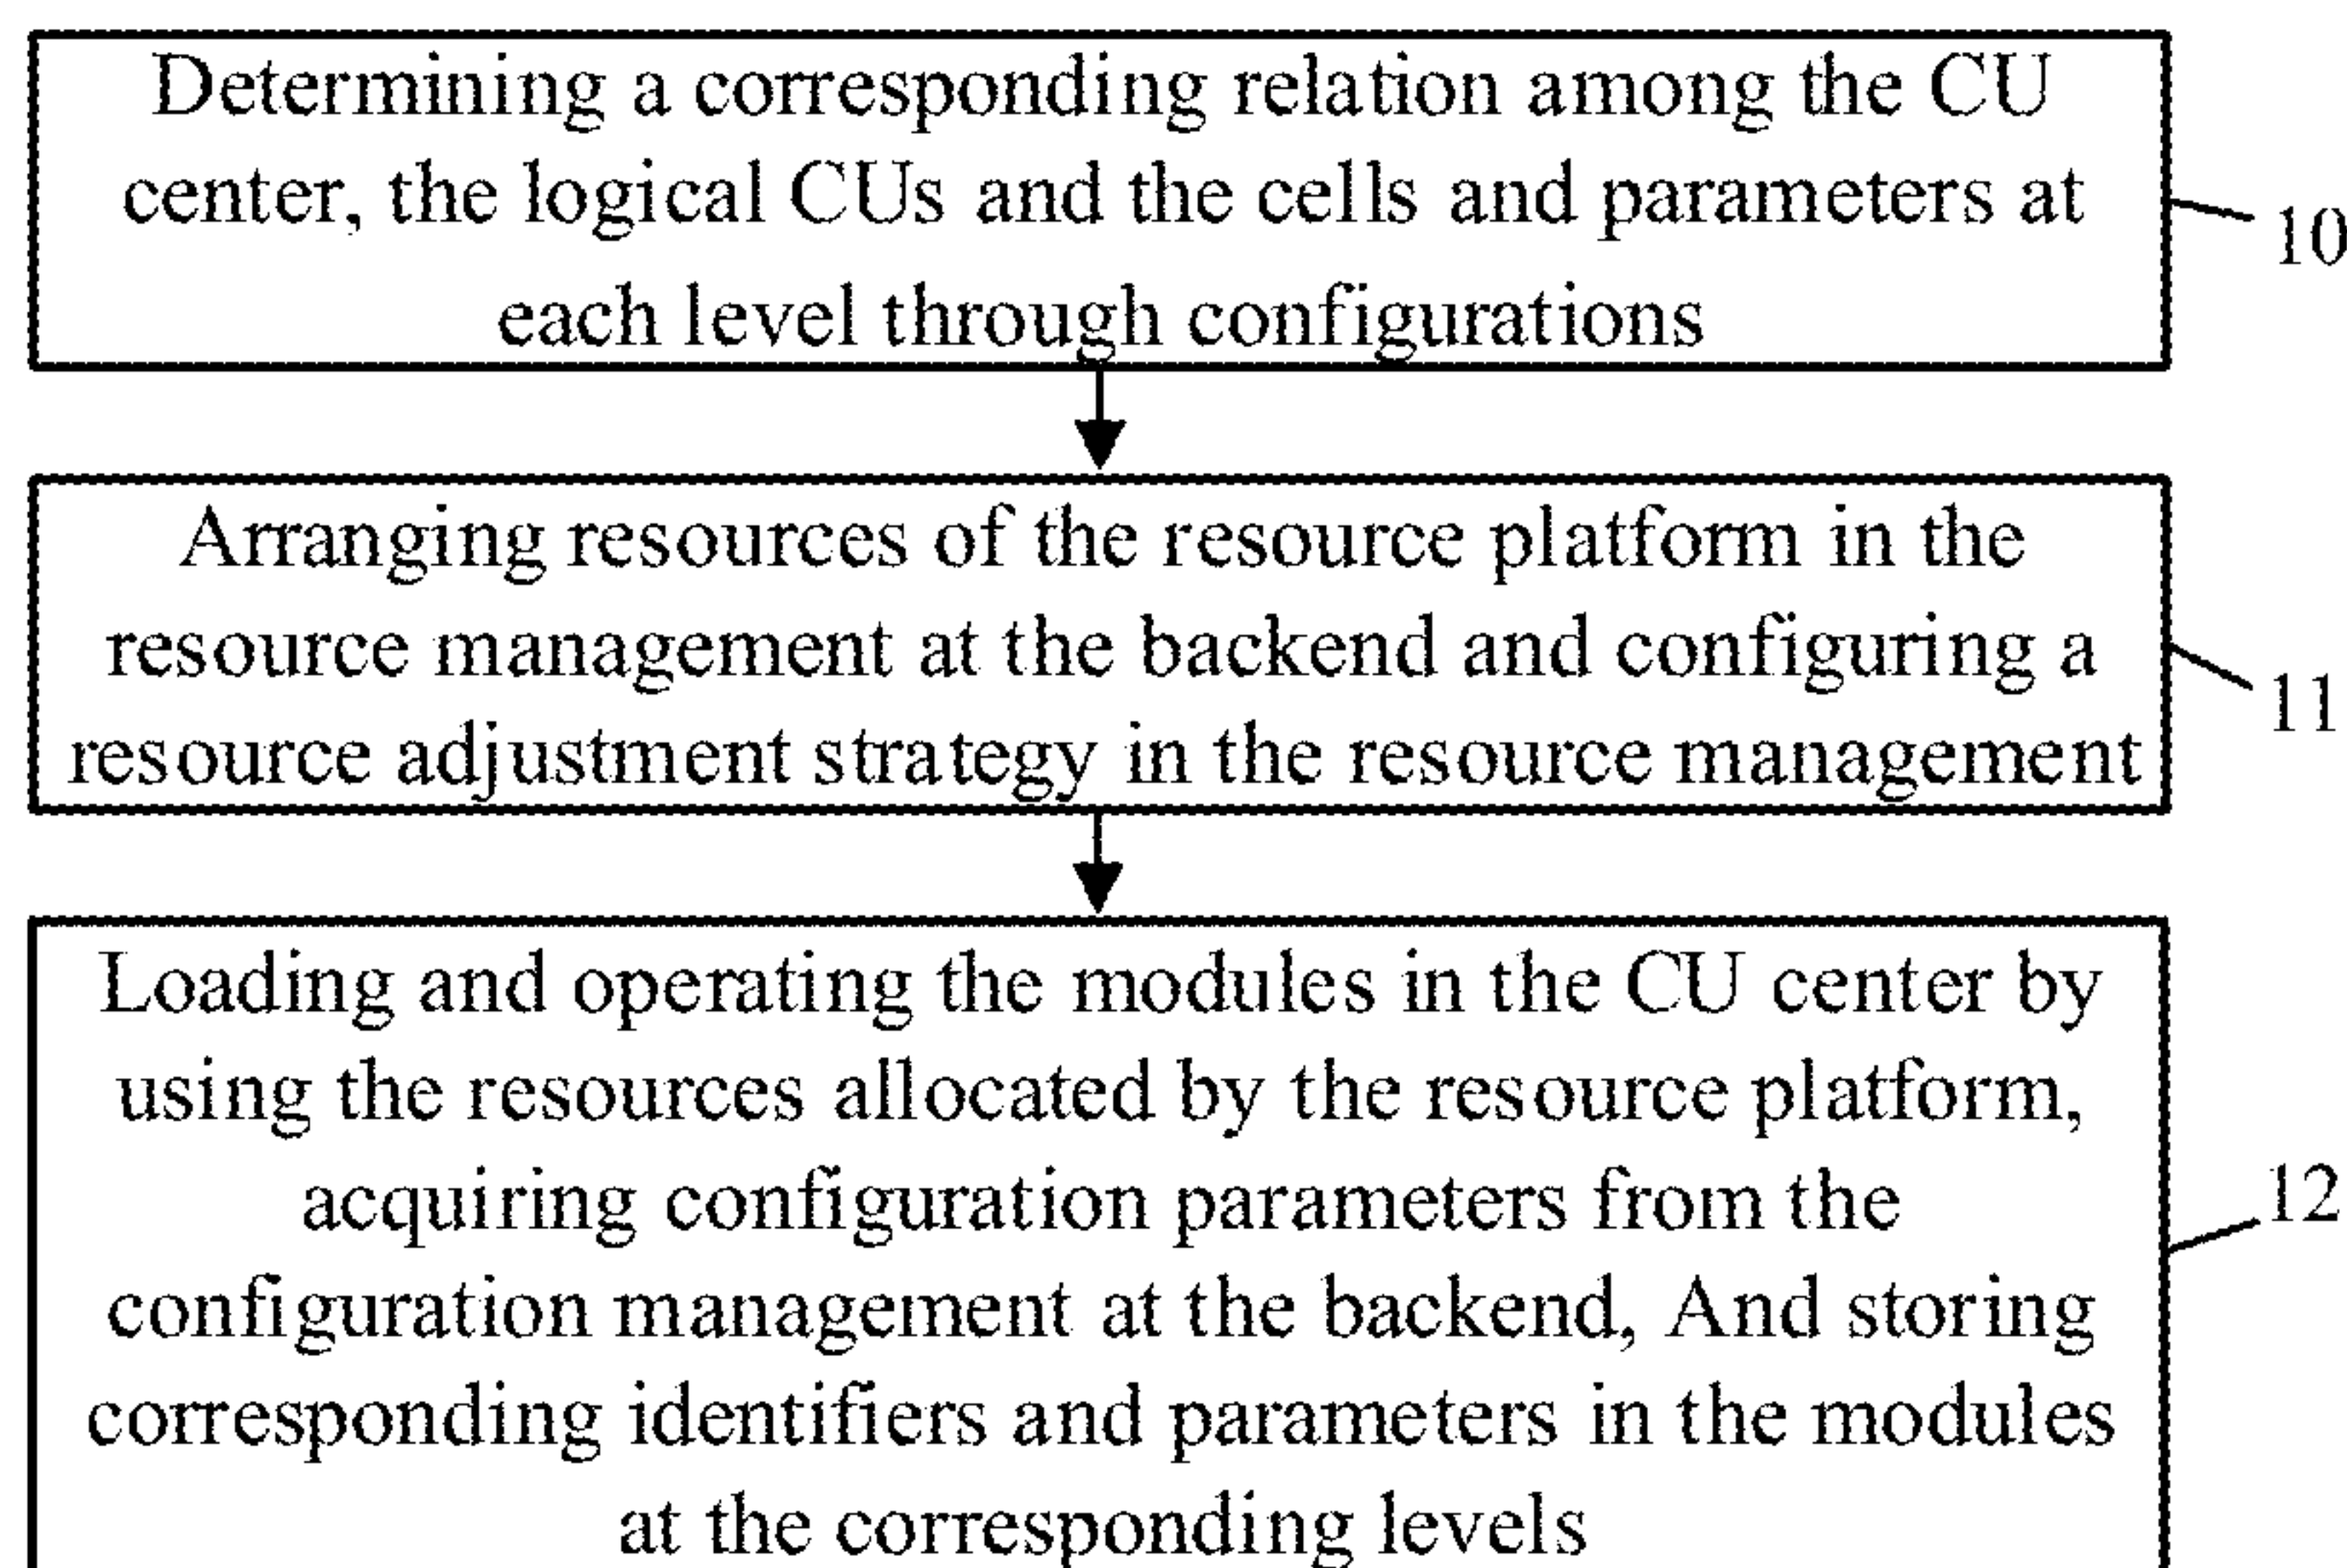 Determining a corresponding relation among the CU
center, the logical CUs and the cells and parameters at
each level through configurations
10
Arranging resources of the resource platform in the
resource management at the backend and configuring a
resource adjustment strategy in the resource management
11
Loading and operating the modules in the CU center by
using the resources allocated by the resource platform,
acquiring configuration parameters from the
configuration management at the backend, And storing
corresponding identifiers and parameters in the modules
at the corresponding levels
12